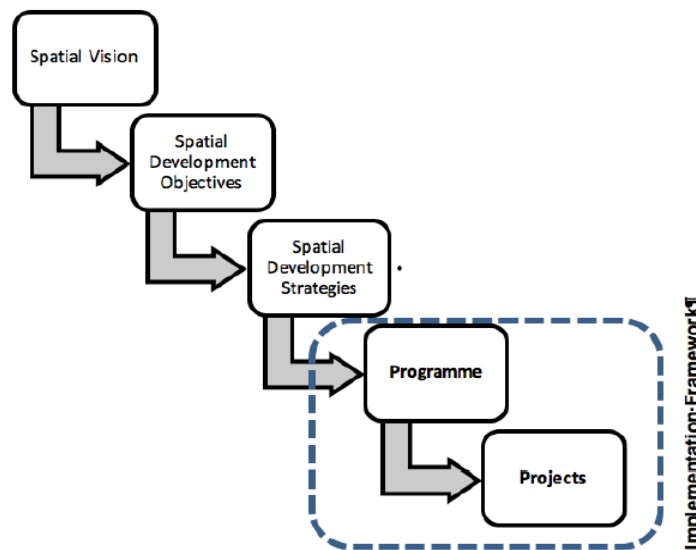 Spatial Vision
Spatial
Development
Objectives
Spatial
Development
Strategies
Programme
Projects
Implementation·Framework¶